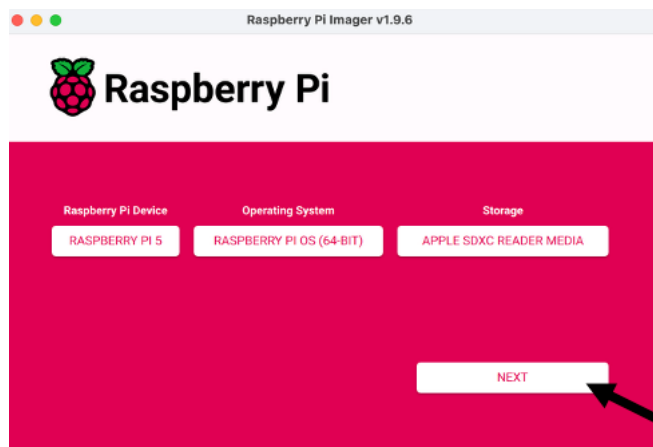 Raspberry Pi Imager v1.9.6
Raspberry Pi
Raspberry Pi Device Operating System Storage
RASPBERRY PI 5 RASPBERRY PI OS (64-BIT) APPLE SDXC READER MEDIA
NEXT